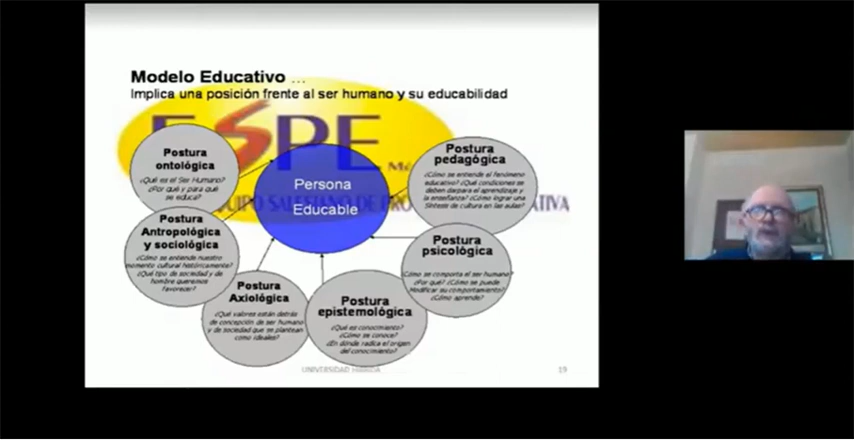 Modelo Educativo ...
Implica una posición frente al ser humano y su educabilidad
ESPE
Persona
Educable
Postura
ontológica
¿Qué es el Ser Humano?
¿Por qué y para qué
se educa?
Postura
Antropológica
y sociológica
¿Cómo se entiende nuestro
momento cultural históricamente?
¿Qué tipo de sociedad y de
hombre queremos
favorecer?
Postura
Axiológica
¿Qué valores están detrás
de concepción de ser humano
y de sociedad que se plantean
como ideales?
Postura
epistemológica
¿Qué es conocimiento?
¿Cómo se conoce?
¿En dónde radica el origen
del conocimiento?
Postura
psicológica
¿Cómo se comporta el ser humano?
¿Por qué? ¿Cómo se puede
Modificar su comportamiento?
¿Cómo aprende?
Postura
pedagógica
¿Cómo se entiende el fenómeno
educativo? ¿Qué condiciones se
deben dar para el aprendizaje y
la enseñanza? ¿Cómo lograr una
Síntesis de cultura en las aulas?
UNIVERSIDAD
19